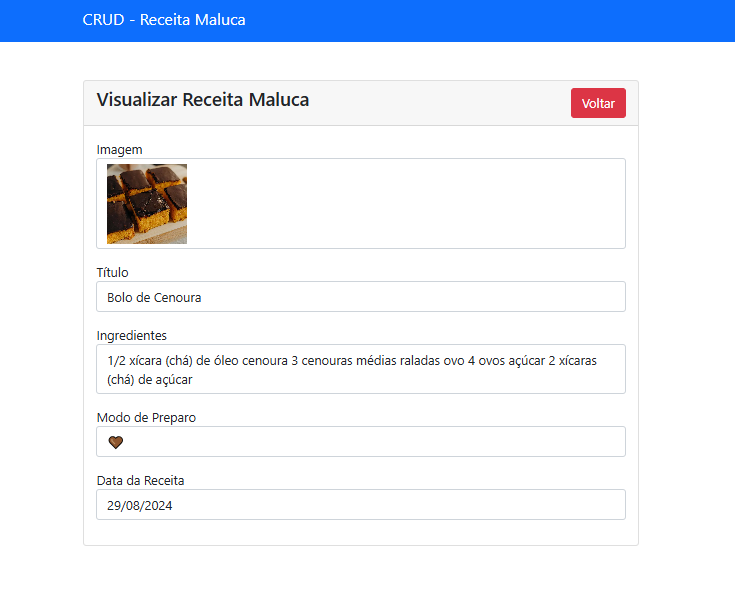 CRUD - Receita Maluca
Visualizar Receita Maluca
Voltar
Imagem
Título
Bolo de Cenoura
Ingredientes
1/2 xícara (chá) de óleo cenoura 3 cenouras médias raladas ovo 4 ovos açúcar 2 xícaras
(chá) de açúcar
Modo de Preparo
Data da Receita
29/08/2024